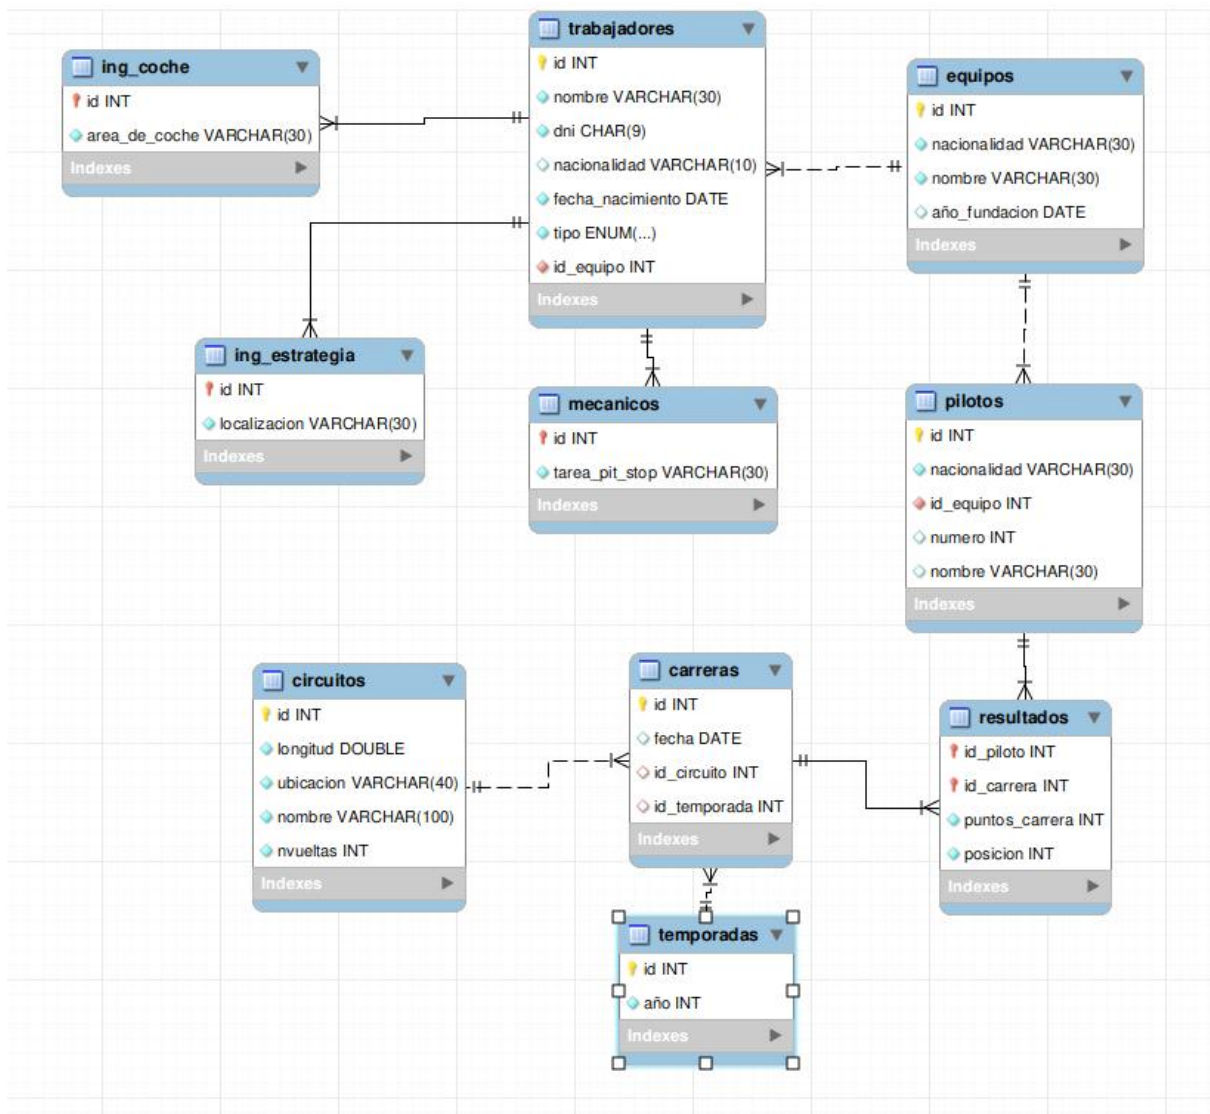 ing_coche
id INT
area_de_coche VARCHAR(30)
Indexes
trabajadores
id INT
nombre VARCHAR(30)
dni CHAR(9)
nacionalidad VARCHAR(10)
fecha_nacimiento DATE
tipo ENUM(...)
id_equipo INT
Indexes
equipos
id INT
nacionalidad VARCHAR(30)
nombre VARCHAR(30)
año_fundacion DATE
Indexes
ing_estrategia
id INT
localizacion VARCHAR(30)
Indexes
mecanicos
id INT
tarea_pit_stop VARCHAR(30)
Indexes
pilotos
id INT
nacionalidad VARCHAR(30)
id_equipo INT
numero INT
nombre VARCHAR(30)
Indexes
circuitos
id INT
longitud DOUBLE
ubicacion VARCHAR(40)
nombre VARCHAR(100)
nvueltas INT
Indexes
carreras
id INT
fecha DATE
id_circuito INT
id_temporada INT
Indexes
resultados
id_piloto INT
id_carrera INT
puntos_carrera INT
posicion INT
Indexes
temporadas
id INT
año INT
Indexes